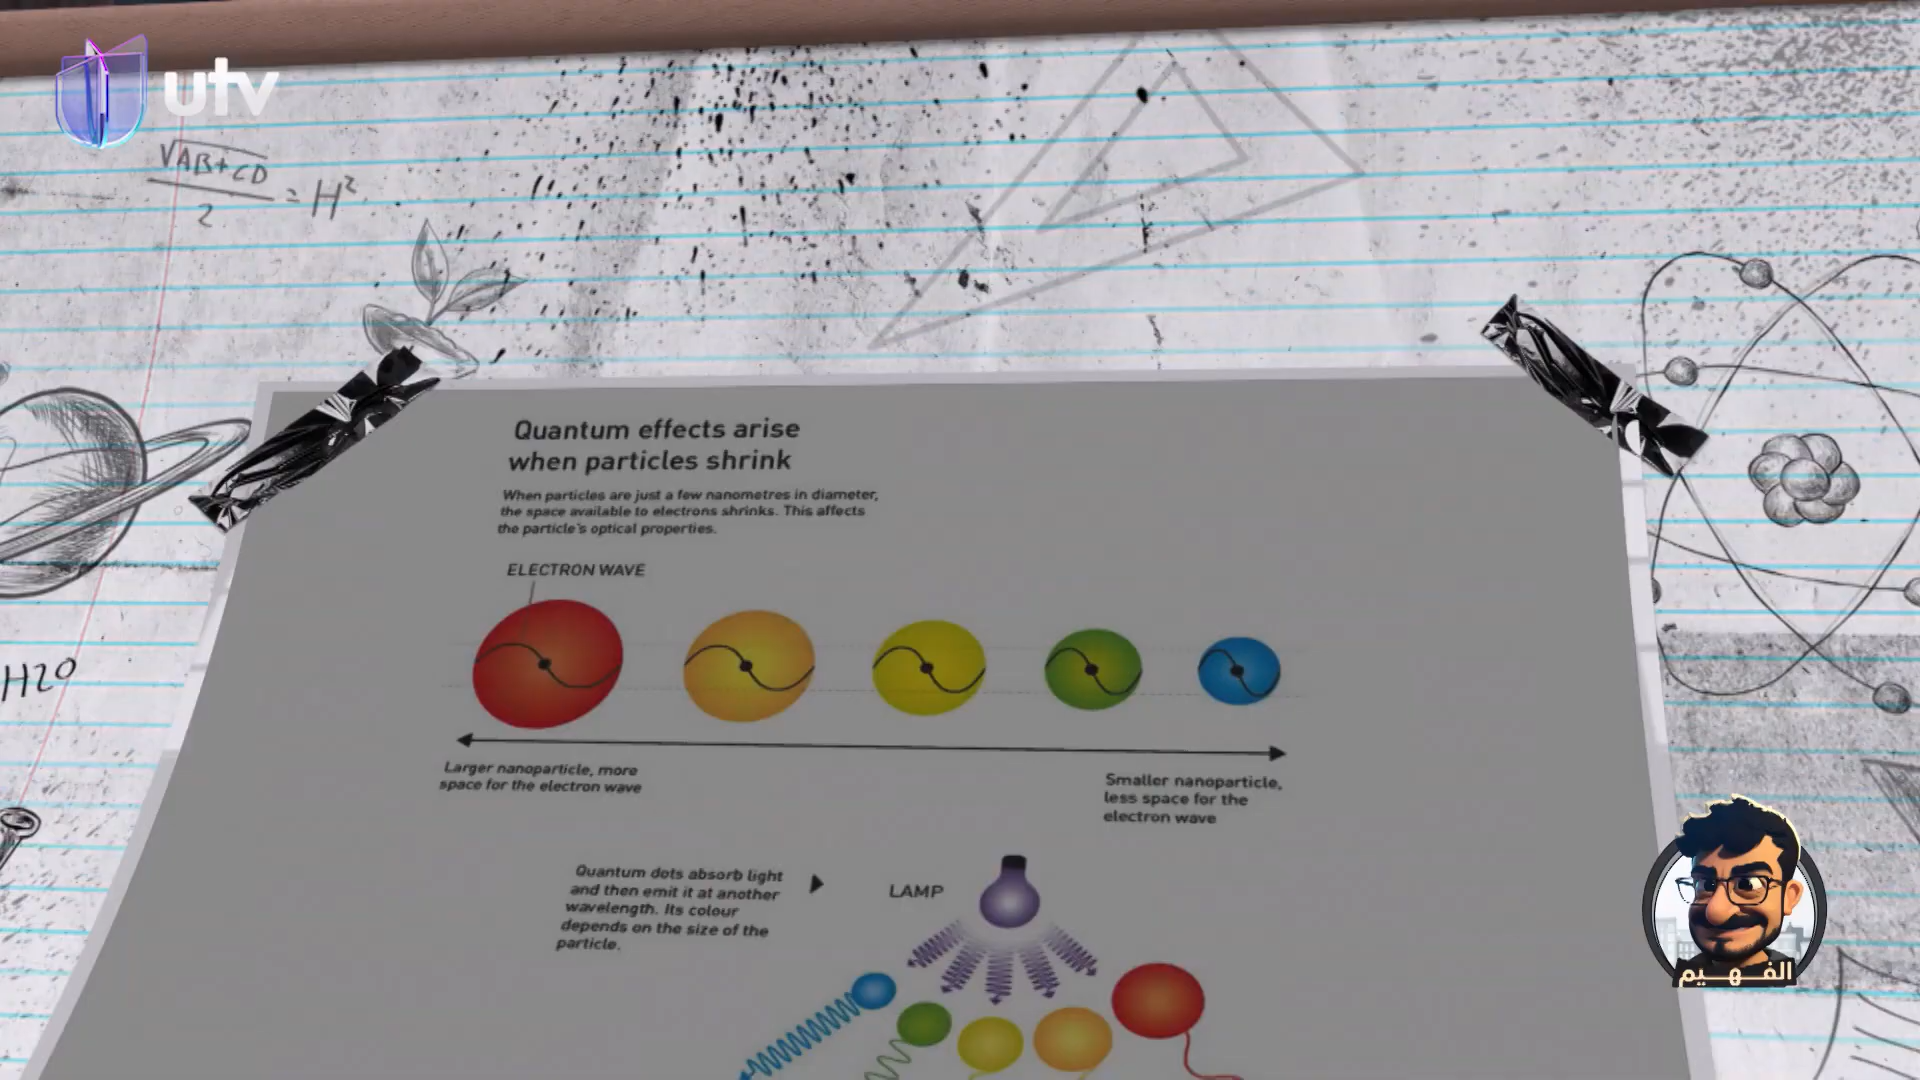 utv
√AB+CD
2
= H²
Quantum effects arise
when particles shrink
When particles are just a few nanometres in diameter,
the space available to electrons shrinks. This affects
the particle's optical properties.
ELECTRON WAVE
H2O
Larger nanoparticle, more
space for the electron wave
Smaller nanoparticle,
less space for the
electron wave
Quantum dots absorb light
and then emit it at another
wavelength. Its colour
depends on the size of the
particle.
LAMP
الفهيم